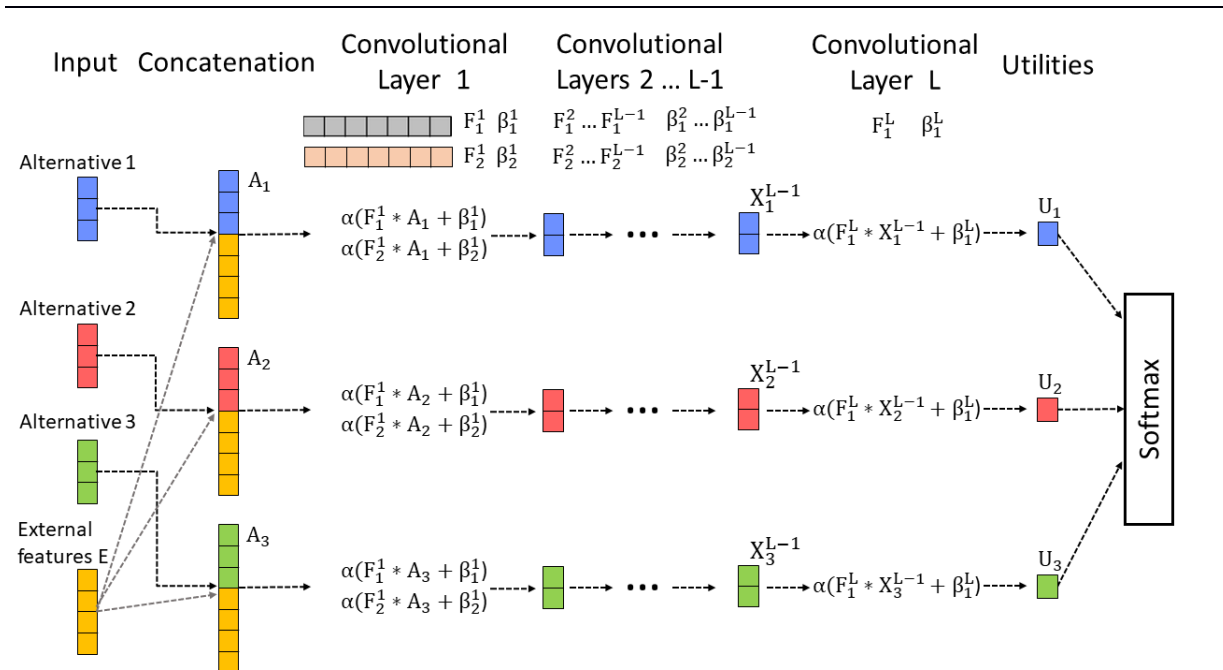 Input
Concatenation
Convolutional
Layer 1
Convolutional
Layers 2 ... L-1
Convolutional
Layer L
Utilities
F₁¹ β₁¹
F₁² ... F₁ᴸ⁻¹ β₁² ... β₁ᴸ⁻¹
F₁ᴸ β₁ᴸ
F₂¹ β₂¹
F₂² ... F₂ᴸ⁻¹ β₂² ... β₂ᴸ⁻¹
Alternative 1
A₁
α(F₁¹ * A₁ + β₁¹)
α(F₂¹ * A₁ + β₂¹)
...
X₁ᴸ⁻¹
α(F₁ᴸ * X₁ᴸ⁻¹ + β₁ᴸ)
U₁
Alternative 2
A₂
α(F₁¹ * A₂ + β₁¹)
α(F₂¹ * A₂ + β₂¹)
...
X₂ᴸ⁻¹
α(F₁ᴸ * X₂ᴸ⁻¹ + β₁ᴸ)
U₂
Softmax
Alternative 3
External
features E
A₃
α(F₁¹ * A₃ + β₁¹)
α(F₂¹ * A₃ + β₂¹)
...
X₃ᴸ⁻¹
α(F₁ᴸ * X₃ᴸ⁻¹ + β₁ᴸ)
U₃